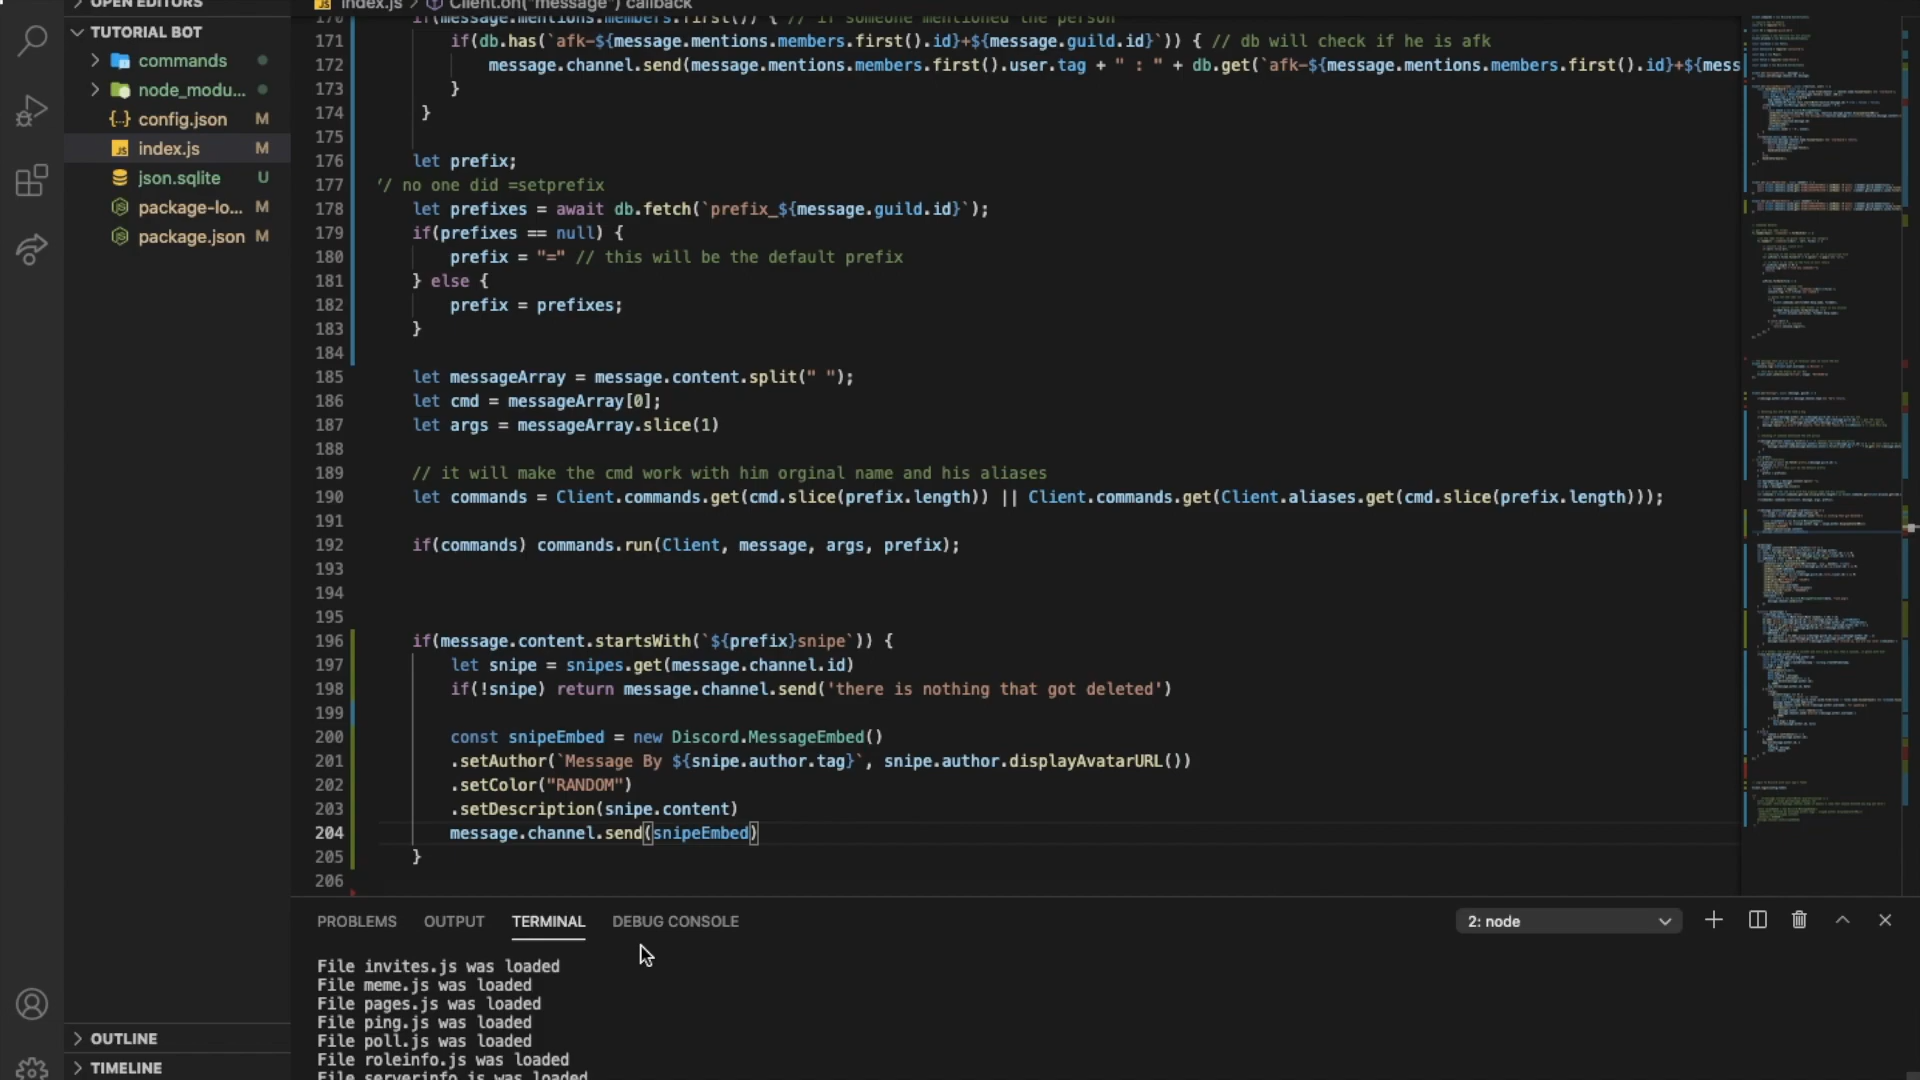 OPEN EDITORS
TUTORIAL BOT
commands
node_modu...
config.json M
index.js M
json.sqlite U
package-lo... M
package.json M
OUTLINE
TIMELINE
index.js > Client.on("message") callback
170 if(message.mentions.members.first()) { // if someone mentioned the person
171 if(db.has(`afk-${message.mentions.members.first().id}+${message.guild.id}`)) { // db will check if he is afk
172 message.channel.send(message.mentions.members.first().user.tag + " : " + db.get(`afk-${message.mentions.members.first().id}+${mess
173 }
174 }
175
176 let prefix;
177 // no one did =setprefix
178 let prefixes = await db.fetch(`prefix_${message.guild.id}`);
179 if(prefixes == null) {
180 prefix = "=" // this will be the default prefix
181 } else {
182 prefix = prefixes;
183 }
184
185 let messageArray = message.content.split(" ");
186 let cmd = messageArray[0];
187 let args = messageArray.slice(1)
188
189 // it will make the cmd work with him orginal name and his aliases
190 let commands = Client.commands.get(cmd.slice(prefix.length)) || Client.commands.get(Client.aliases.get(cmd.slice(prefix.length)));
191
192 if(commands) commands.run(Client, message, args, prefix);
193
194
195
196 if(message.content.startsWith(`${prefix}snipe`)) {
197 let snipe = snipes.get(message.channel.id)
198 if(!snipe) return message.channel.send('there is nothing that got deleted')
199
200 const snipeEmbed = new Discord.MessageEmbed()
201 .setAuthor(`Message By ${snipe.author.tag}`, snipe.author.displayAvatarURL())
202 .setColor("RANDOM")
203 .setDescription(snipe.content)
204 message.channel.send(snipeEmbed)
205 }
206
PROBLEMS OUTPUT TERMINAL DEBUG CONSOLE 2: node
File invites.js was loaded
File meme.js was loaded
File pages.js was loaded
File ping.js was loaded
File poll.js was loaded
File roleinfo.js was loaded
File serverinfo.js was loaded